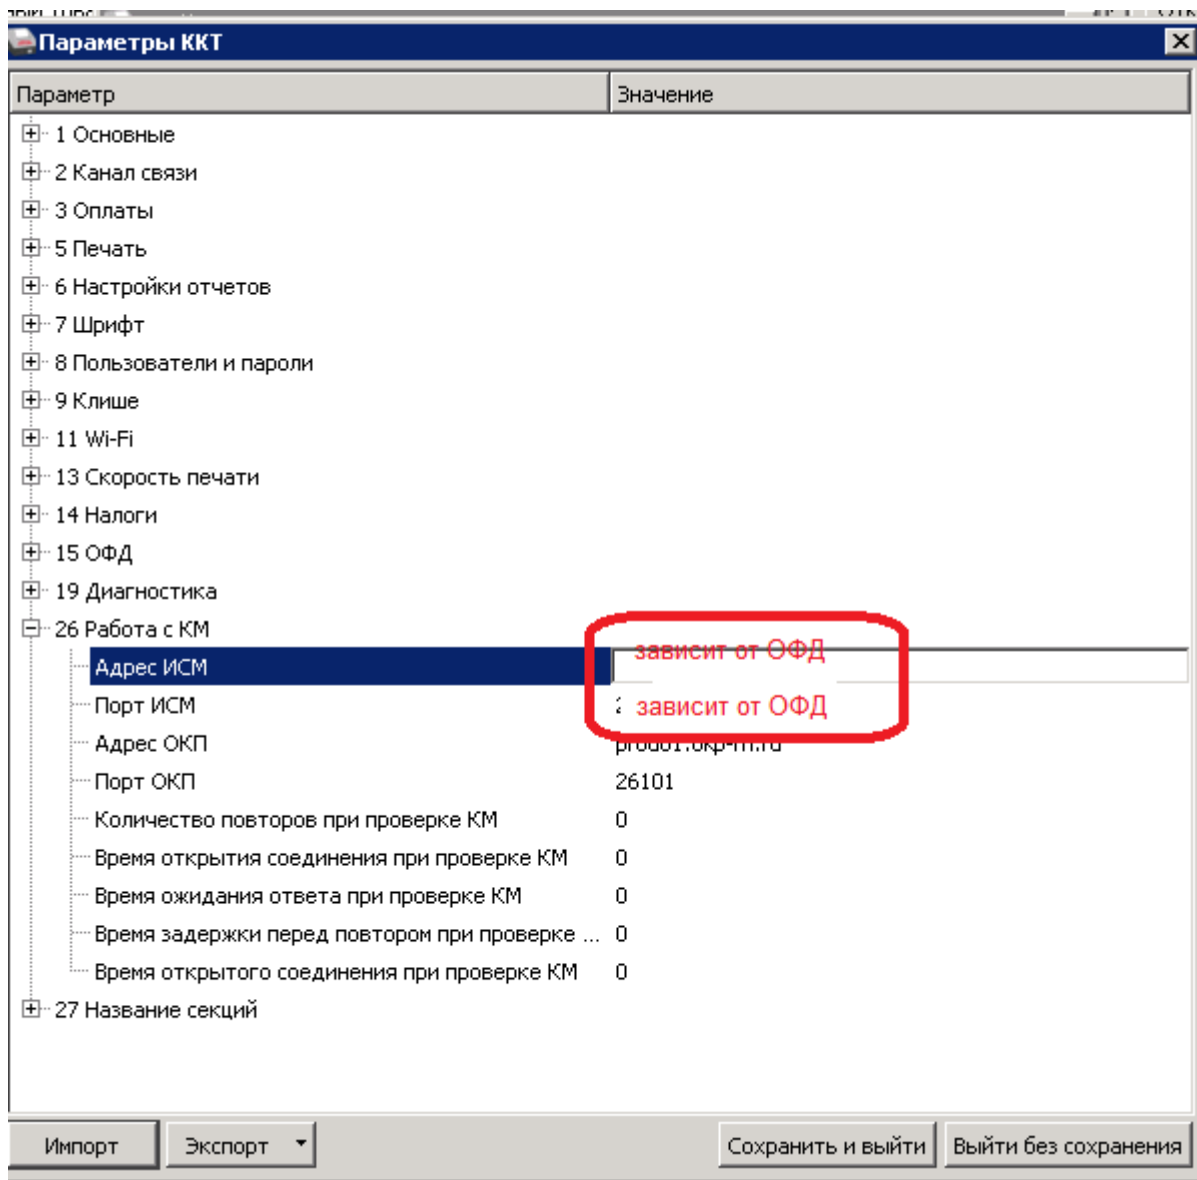 Параметры ККТ
Параметр Значение
1 Основные
2 Канал связи
3 Оплаты
5 Печать
6 Настройки отчетов
7 Шрифт
8 Пользователи и пароли
9 Клише
11 Wi-Fi
13 Скорость печати
14 Налоги
15 ОФД
19 Диагностика
26 Работа с КМ
Адрес ИСМ зависит от ОФД
Порт ИСМ 2 зависит от ОФД
Адрес ОКП prod01.okp-fn.ru
Порт ОКП 26101
Количество повторов при проверке КМ 0
Время открытия соединения при проверке КМ 0
Время ожидания ответа при проверке КМ 0
Время задержки перед повтором при проверке ... 0
Время открытого соединения при проверке КМ 0
27 Название секций
Импорт Экспорт Сохранить и выйти Выйти без сохранения